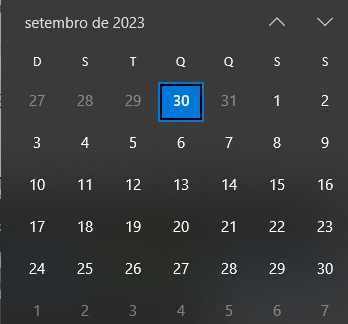 setembro de 2023
D S T Q Q S S
27 28 29 30 31 1 2
3 4 5 6 7 8 9
10 11 12 13 14 15 16
17 18 19 20 21 22 23
24 25 26 27 28 29 30
1 2 3 4 5 6 7